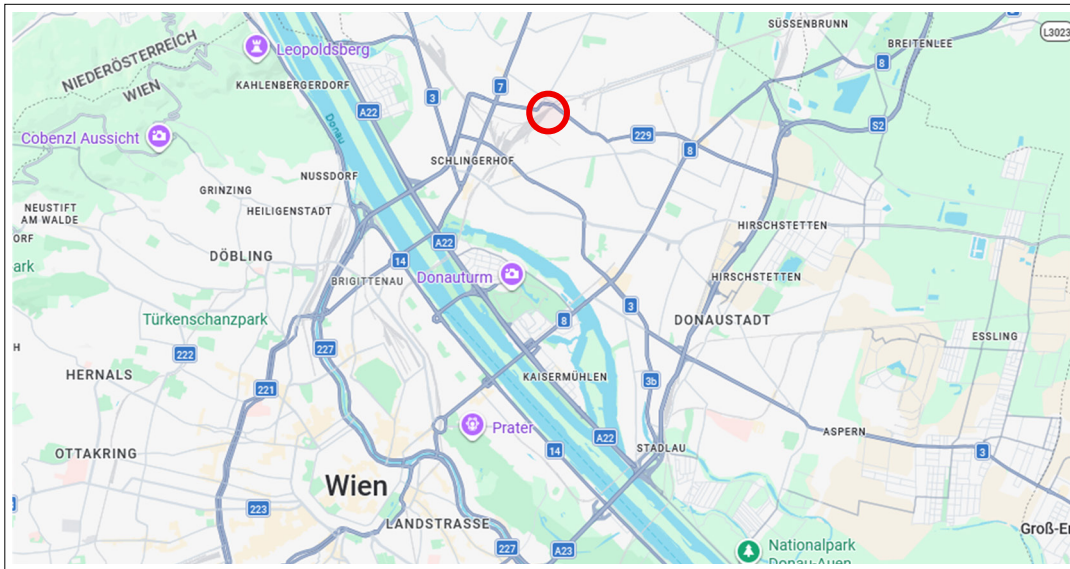 SÜSSENBRUNN
L3023
BREITENLEE
NIEDERÖSTERREICH
WIEN
Leopoldsberg
KAHLENBERGERDORF
A22
Donau
3
7
8
S2
Cobenzl Aussicht
229
8
SCHLINGERHOF
NUSSDORF
GRINZING
NEUSTIFT
AM WALDE
HEILIGENSTADT
ORF
HIRSCHSTETTEN
A22
DÖBLING
14
ark
BRIGITTENAU
Donauturm
HIRSCHSTETTEN
3
Türkenschanzpark
8
DONAUSTADT
227
222
H
ESSLING
HERNALS
221
KAISERMÜHLEN
3b
Prater
A22
ASPERN
14
STADLAU
3
OTTAKRING
Wien
223
LANDSTRASSE
Groß-En
227
A23
Nationalpark
Donau-Auen